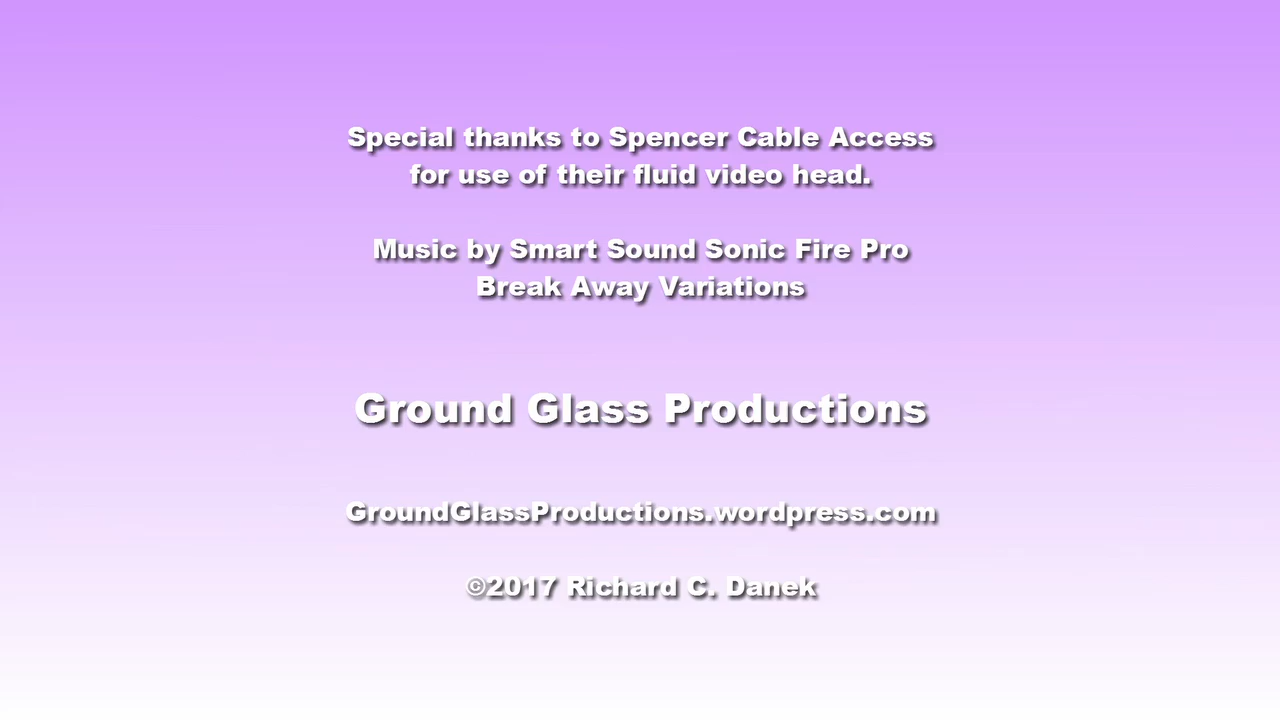 Special thanks to Spencer Cable Access
for use of their fluid video head.
Music by Smart Sound Sonic Fire Pro
Break Away Variations
Ground Glass Productions
GroundGlassProductions.wordpress.com
©2017 Richard C. Danek